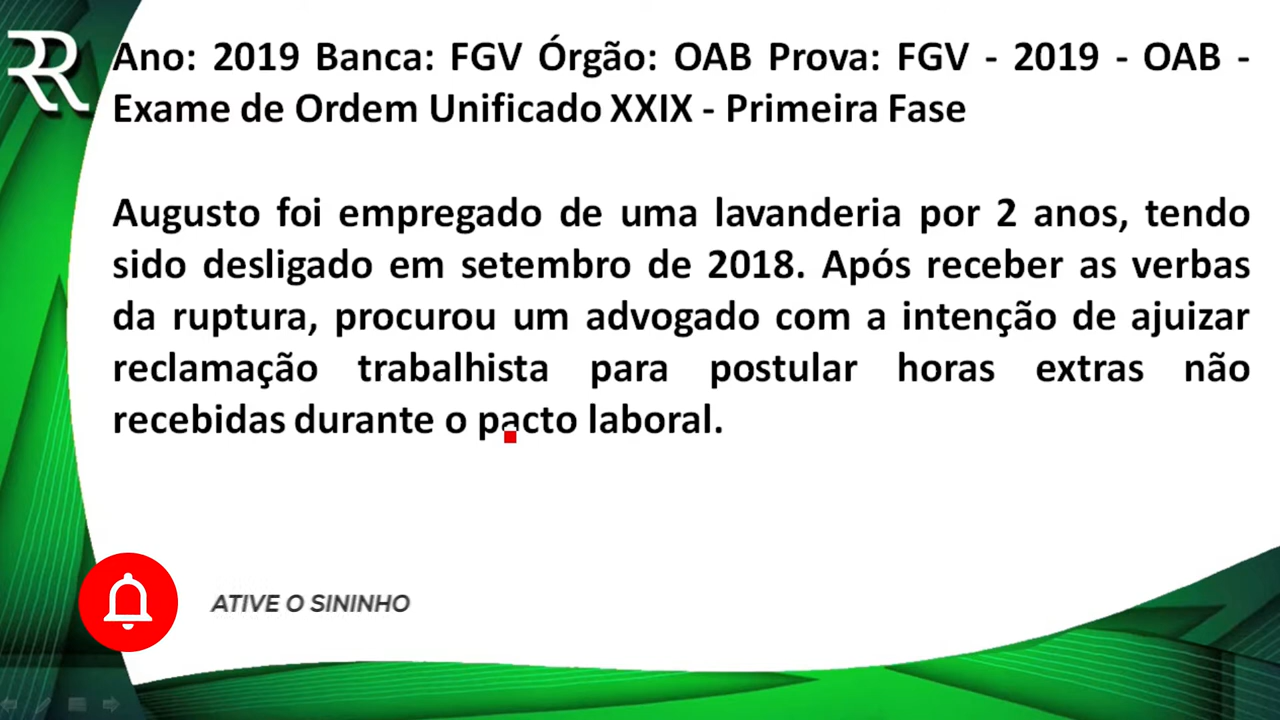 RR
Ano: 2019 Banca: FGV Órgão: OAB Prova: FGV - 2019 - OAB -
Exame de Ordem Unificado XXIX - Primeira Fase
Augusto foi empregado de uma lavanderia por 2 anos, tendo
sido desligado em setembro de 2018. Após receber as verbas
da ruptura, procurou um advogado com a intenção de ajuizar
reclamação trabalhista para postular horas extras não
recebidas durante o pacto laboral.
ATIVE O SININHO